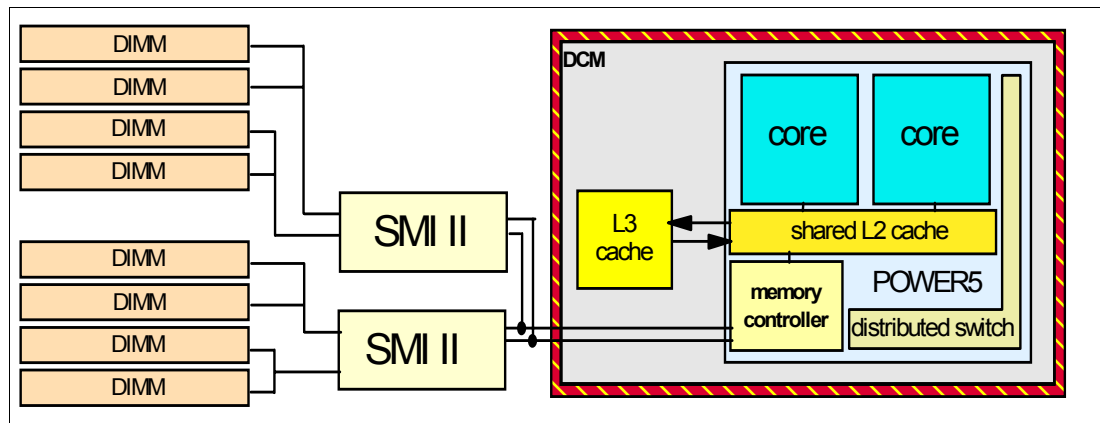 DIMM
DIMM
DIMM
DIMM
SMI II
DIMM
DIMM
DIMM
DIMM
SMI II
DCM
core
core
L3
cache
shared L2 cache
memory
controller
POWER5
distributed switch